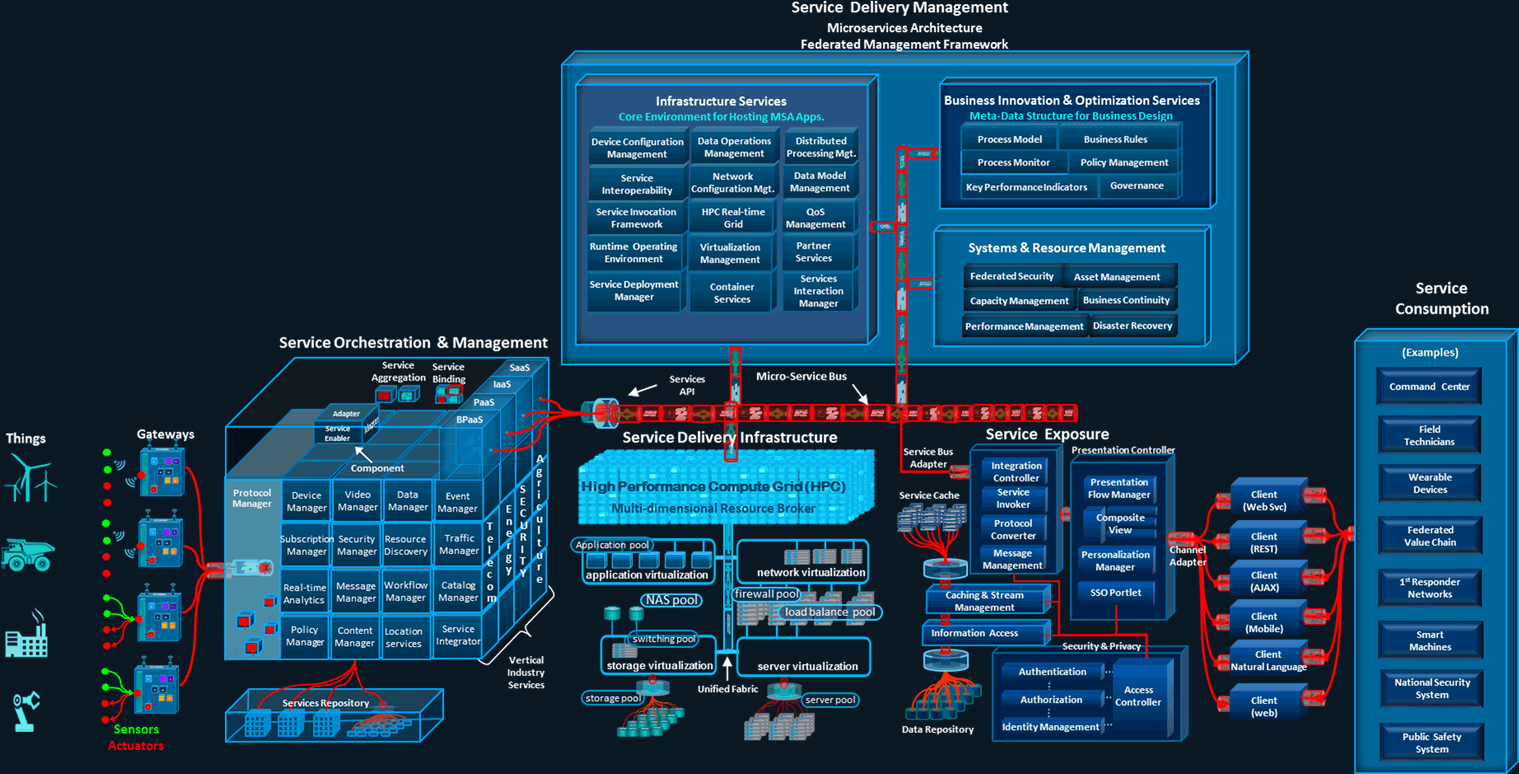 Service Delivery Management
Microservices Architecture
Federated Management Framework
Infrastructure Services
Core Environment for Hosting MSA Apps.
Device Configuration
Management
Data Operations
Management
Distributed
Processing Mgt.
Service
Interoperability
Network
Configuration Mgt.
Data Model
Management
Service Invocation
Framework
HPC Real-time
Grid
QoS
Management
Runtime Operating
Environment
Virtualization
Management
Partner
Services
Service Deployment
Manager
Container
Services
Services
Interaction
Manager
Business Innovation & Optimization Services
Meta-Data Structure for Business Design
Process Model
Business Rules
Process Monitor
Policy Management
Key Performance Indicators
Governance
Systems & Resource Management
Federated Security
Asset Management
Capacity Management
Business Continuity
Performance Management
Disaster Recovery
Service Orchestration & Management
Service
Aggregation
Service
Binding
SaaS
IaaS
PaaS
BPaaS
Adapter
Service
Enabler
Adapter
Component
Services
API
Micro-Service Bus
Things
Gateways
Sensors
Actuators
Protocol
Manager
Device
Manager
Video
Manager
Data
Manager
Event
Manager
Subscription
Manager
Security
Manager
Resource
Discovery
Traffic
Manager
Real-time
Analytics
Message
Manager
Workflow
Manager
Catalog
Manager
Policy
Manager
Content
Manager
Location
services
Service
Integrator
Telecom
Energy
SECURITY
Agriculture
Vertical
Industry
Services
Services Repository
Service Delivery Infrastructure
High Performance Compute Grid (HPC)
Multi-dimensional Resource Broker
Application pool
application virtualization
network virtualization
NAS pool
firewall pool
load balance pool
switching pool
storage virtualization
server virtualization
storage pool
Unified Fabric
server pool
Service Exposure
Service Bus
Adapter
Service Cache
Integration
Controller
Service
Invoker
Protocol
Converter
Message
Management
Presentation Controller
Presentation
Flow Manager
Composite
View
Personalization
Manager
SSO Portlet
Caching & Stream
Management
Information Access
Data Repository
Security & Privacy
Authentication
Authorization
Identity Management
Access
Controller
Channel
Adapter
Client
(Web Svc)
Client
(REST)
Client
(AJAX)
Client
(Mobile)
Client
Natural Language
Client
(web)
Service
Consumption
(Examples)
Command Center
Field
Technicians
Wearable
Devices
Federated
Value Chain
1st Responder
Networks
Smart
Machines
National Security
System
Public Safety
System